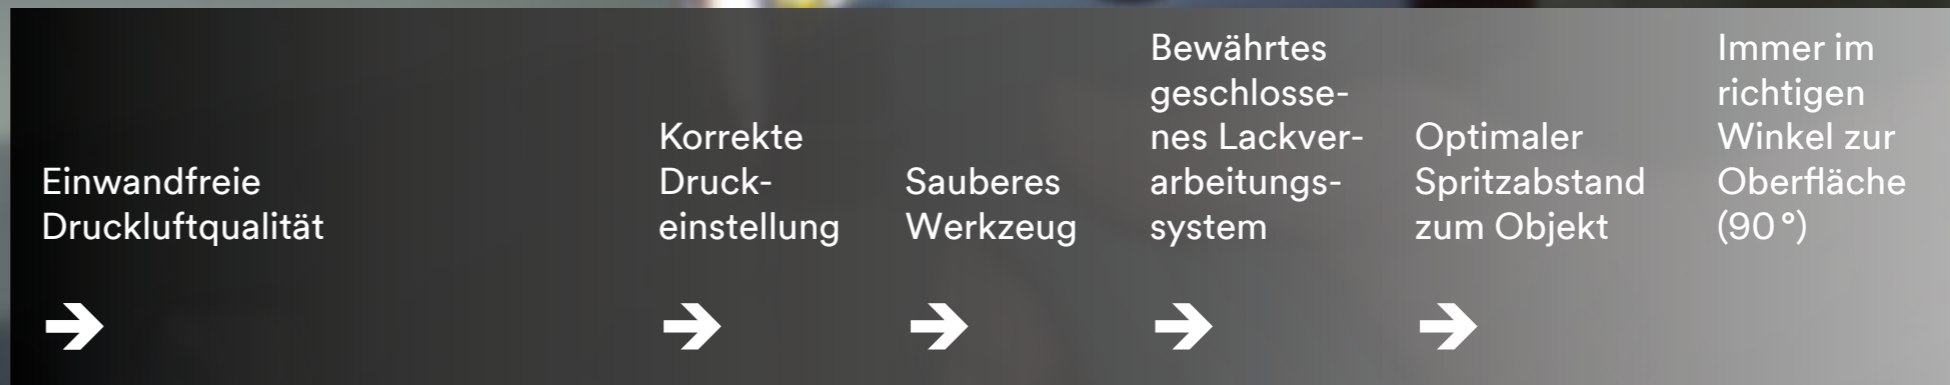 Einwandfreie
Druckluftqualität
Korrekte
Druck-
einstellung
Sauberes
Werkzeug
Bewährtes
geschlosse-
nes Lackver-
arbeitungs-
system
Optimaler
Spritzabstand
zum Objekt
Immer im
richtigen
Winkel zur
Oberfläche
(90 °)